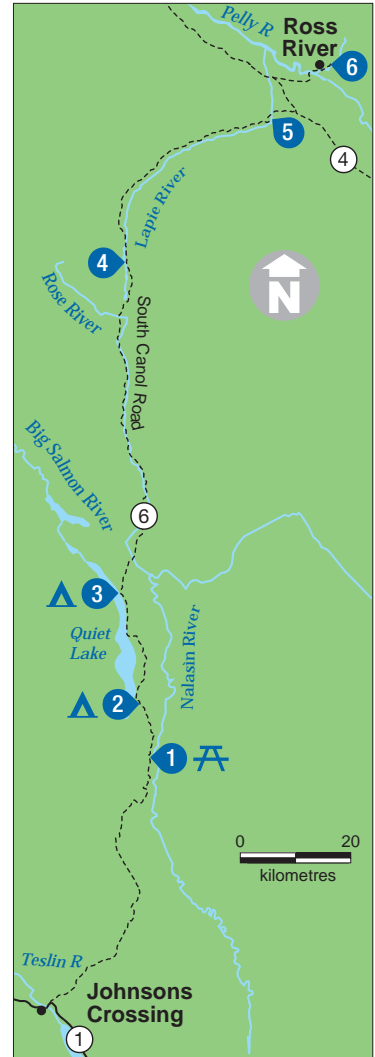 Pelly R
Ross
River
6
5
4
Lapie River
4
N
Rose River
South Canol Road
Big Salmon River
6
3
Quiet
Lake
Nalasin River
2
1
0 20
kilometres
Teslin R
Johnsons
Crossing
1